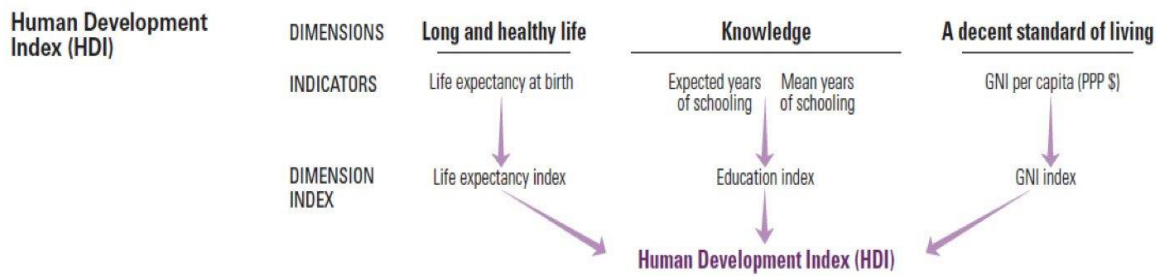 Human Development
Index (HDI)
DIMENSIONS Long and healthy life Knowledge A decent standard of living
INDICATORS Life expectancy at birth Expected years of schooling Mean years of schooling GNI per capita (PPP $)
DIMENSION
INDEX
Life expectancy index Education index GNI index
Human Development Index (HDI)